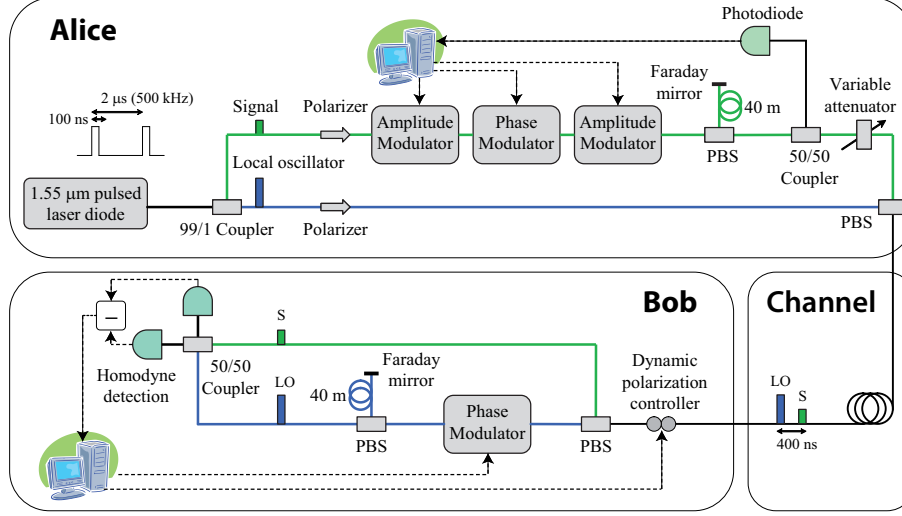 Alice
Photodiode
2 μs (500 kHz)
100 ns
Signal
Polarizer
Faraday
mirror
40 m
Variable
attenuator
Amplitude
Modulator
Phase
Modulator
Amplitude
Modulator
Local oscillator
PBS
50/50
Coupler
1.55 μm pulsed
laser diode
99/1 Coupler
Polarizer
PBS
Bob
Channel
–
S
Homodyne
detection
50/50
Coupler
LO
40 m
Faraday
mirror
Dynamic
polarization
controller
Phase
Modulator
PBS
PBS
LO
S
400 ns